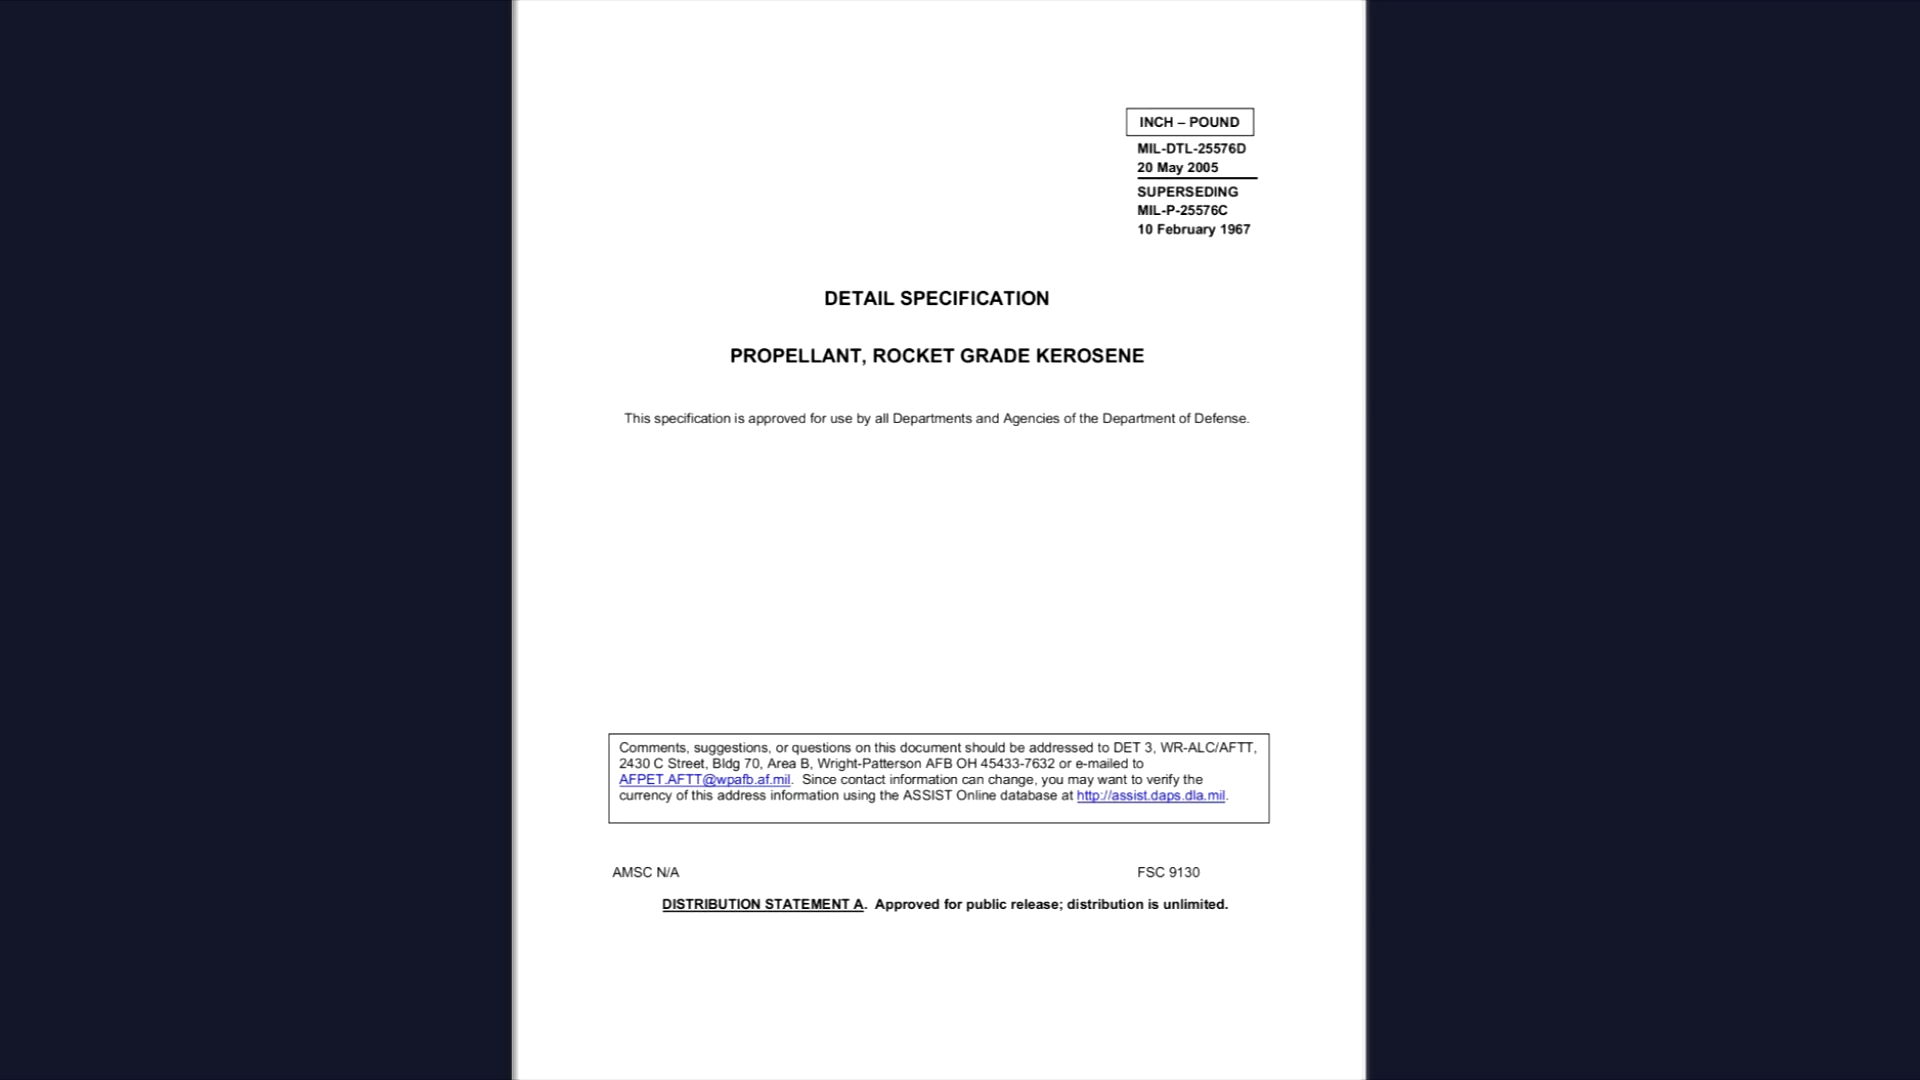 INCH – POUND
MIL-DTL-25576D
20 May 2005
SUPERSEDING
MIL-P-25576C
10 February 1967
DETAIL SPECIFICATION
PROPELLANT, ROCKET GRADE KEROSENE
This specification is approved for use by all Departments and Agencies of the Department of Defense.
Comments, suggestions, or questions on this document should be addressed to DET 3, WR-ALC/AFTT,
2430 C Street, Bldg 70, Area B, Wright-Patterson AFB OH 45433-7632 or e-mailed to
AFPET.AFTT@wpafb.af.mil. Since contact information can change, you may want to verify the
currency of this address information using the ASSIST Online database at http://assist.daps.dla.mil.
AMSC N/A FSC 9130
DISTRIBUTION STATEMENT A. Approved for public release; distribution is unlimited.